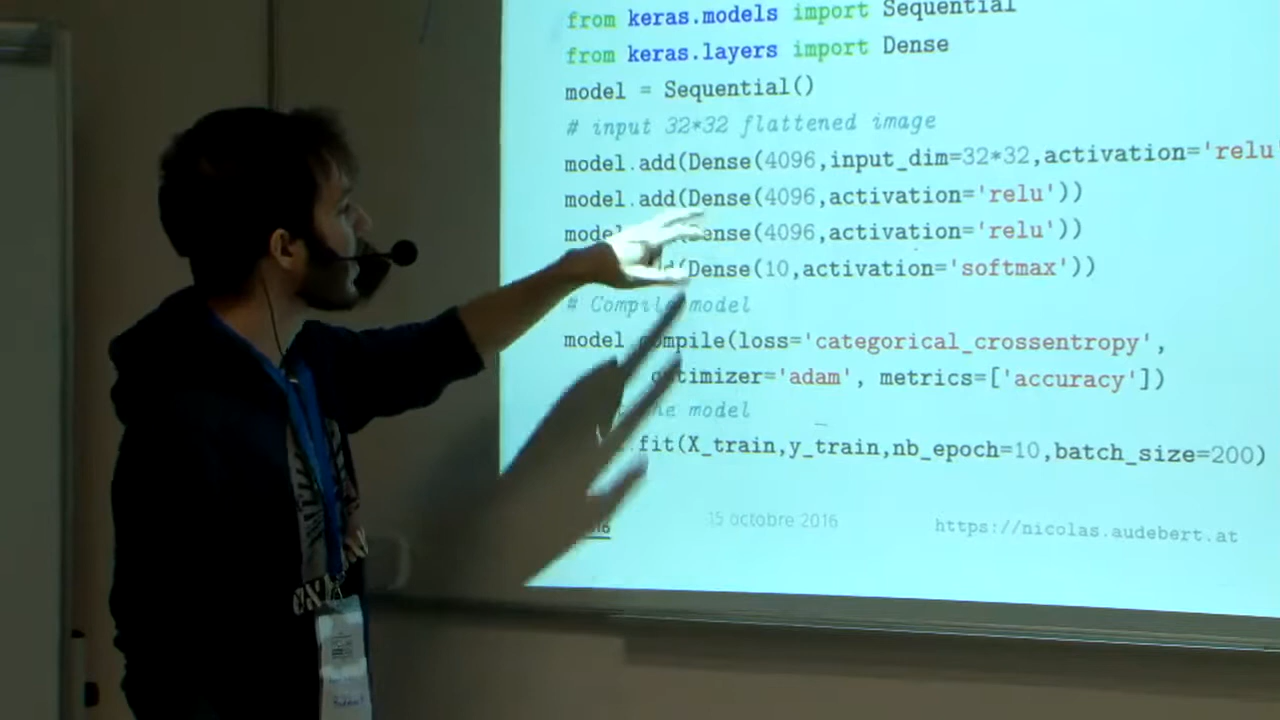 from keras.models import Sequential
from keras.layers import Dense
model = Sequential()
# input 32*32 flattened image
model.add(Dense(4096,input_dim=32*32,activation='relu'
model.add(Dense(4096,activation='relu'))
Dense(4096,activation='relu'))
Dense(10,activation='softmax'))
# Compile model
model compile(loss='categorical_crossentropy',
optimizer='adam', metrics=['accuracy'])
the model
.fit(X_train,y_train,nb_epoch=10,batch_size=200)
15 octobre 2016
https://nicolas.audebert.at